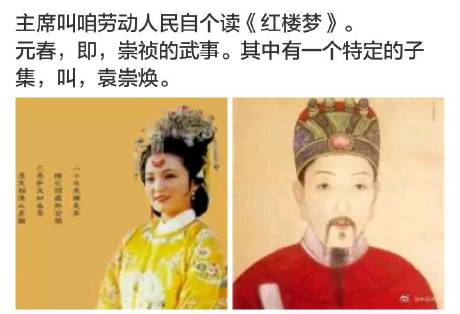 主席叫咱劳动人民自个读《红楼梦》。
元春,即,崇祯的武事。其中有一个特定的子
集,叫,袁崇焕。